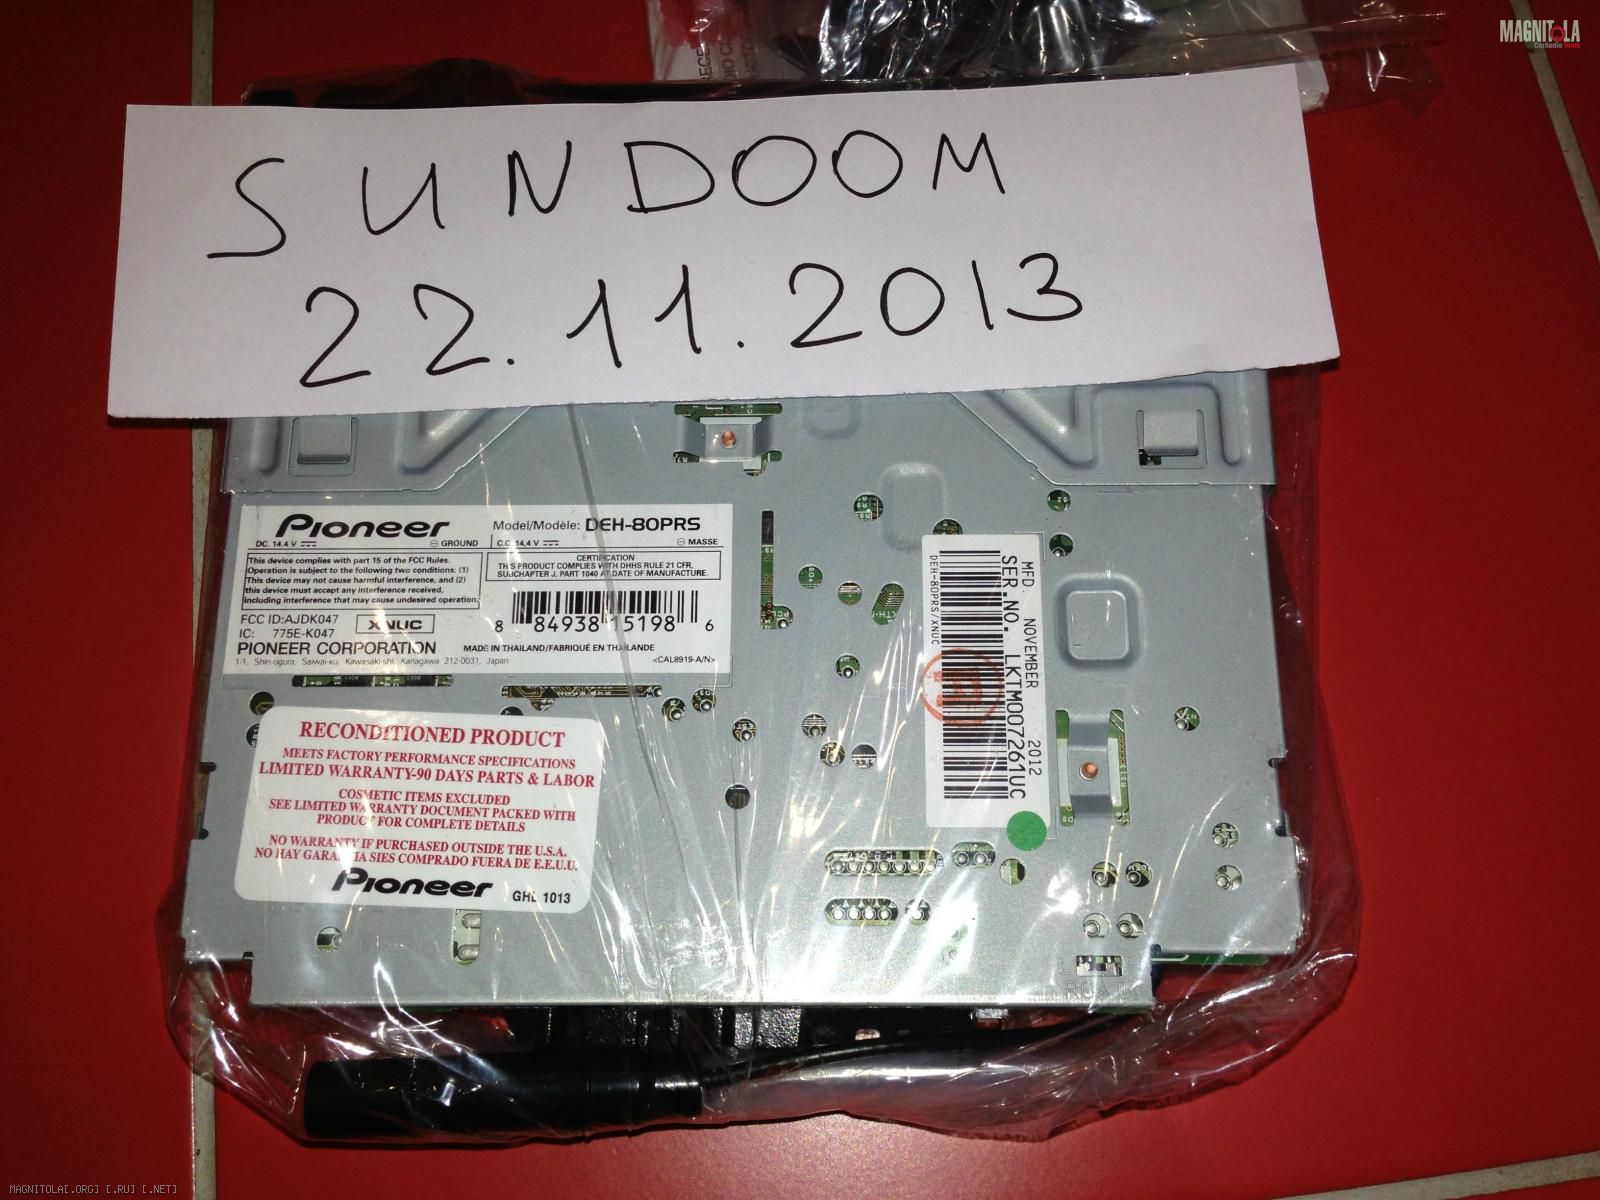 MAGNITOLA
CarAudio Team
SUNDOOM
22.11.2013
Pioneer
Model/Modèle: DEH-80PRS
DC. 14.4 V
GROUND
C.C. 14.4 V
MASSE
This device complies with part 15 of the FCC Rules.
Operation is subject to the following two conditions: (1)
This device may not cause harmful interference, and (2)
this device must accept any interference received,
including interference that may cause undesired operation.
CERTIFICATION
THIS PRODUCT COMPLIES WITH DHHS RULE 21 CFR,
SUBCHAPTER J, PART 1040 AT DATE OF MANUFACTURE.
FCC ID:AJDK047
IC: 775E-K047
XNUC
8 84938 15198 6
PIONEER CORPORATION
MADE IN THAILAND/FABRIQUÉ EN THAÏLANDE
1-1, Shin-ogura, Saiwai-ku, Kawasaki-shi, Kanagawa 212-0031, Japan
<CAL8919-A/N>
MFD. NOVEMBER 2012
SER.NO. LKTM007261UC
DEH-80PRS/XNUC
RECONDITIONED PRODUCT
MEETS FACTORY PERFORMANCE SPECIFICATIONS
LIMITED WARRANTY-90 DAYS PARTS & LABOR
COSMETIC ITEMS EXCLUDED
SEE LIMITED WARRANTY DOCUMENT PACKED WITH
PRODUCT FOR COMPLETE DETAILS
NO WARRANTY IF PURCHASED OUTSIDE THE U.S.A.
NO HAY GARANTIA SIES COMPRADO FUERA DE E.E.U.U.
Pioneer
GHL 1013
MAGNITOLA[.ORG] [.RU] [.NET]